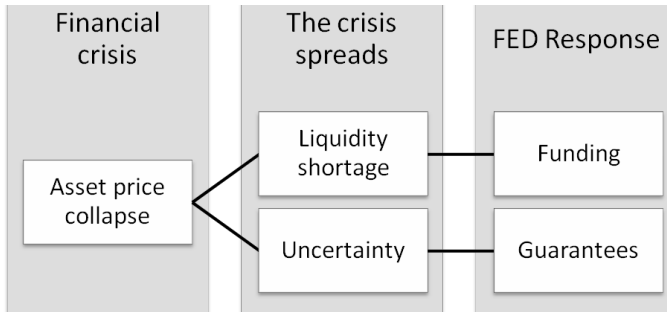 Financial
crisis
The crisis
spreads
FED Response
Asset price
collapse
Liquidity
shortage
Uncertainty
Funding
Guarantees